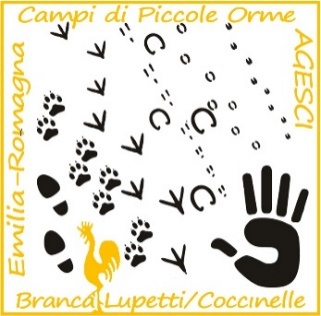 Campi di Piccole Orme
AGESCI
Emilia-Romagna
Branca Lupetti/Coccinelle